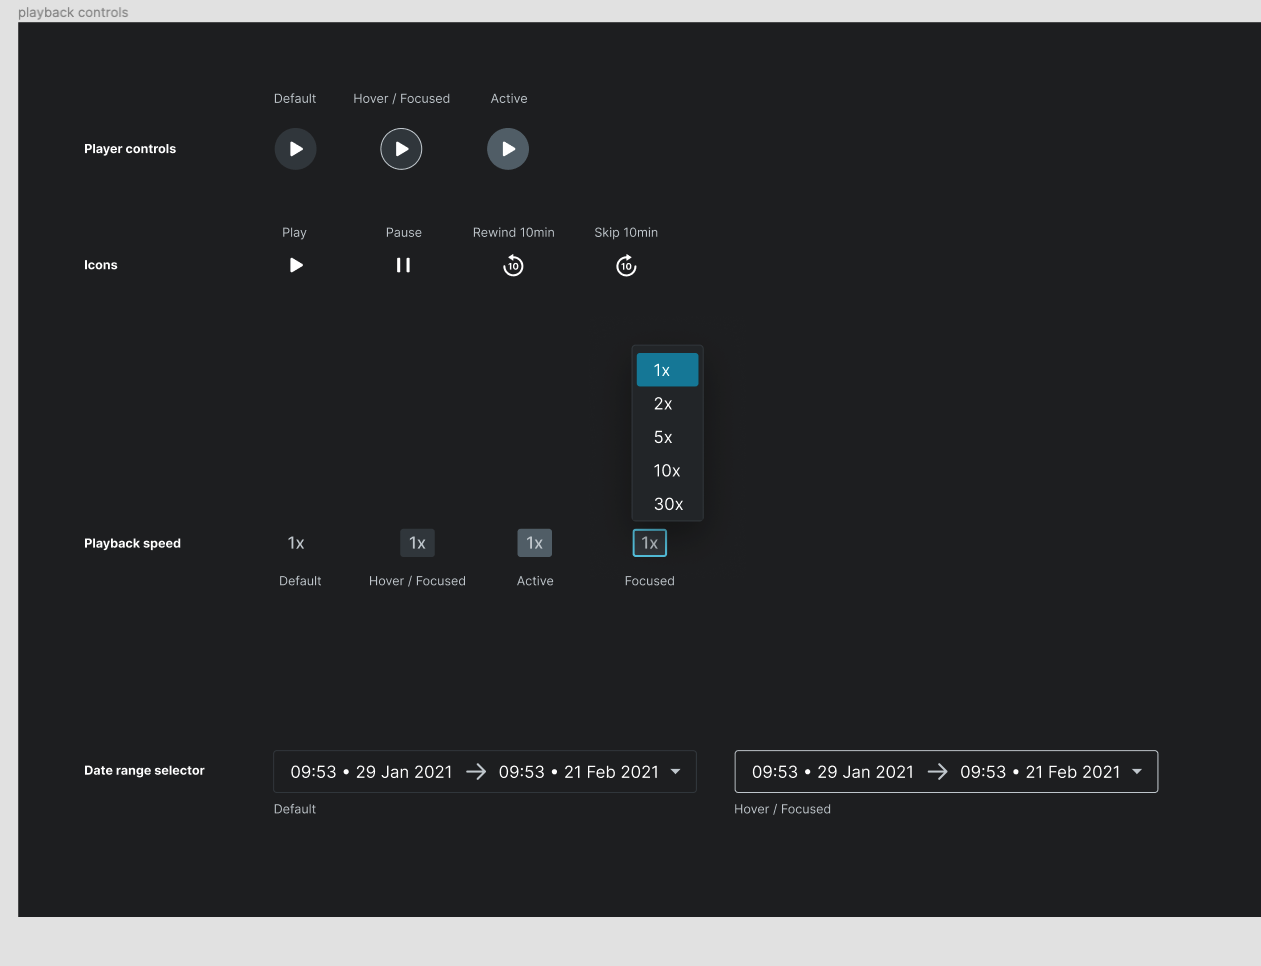 playback controls
Default Hover / Focused Active
Player controls
Play Pause Rewind 10min Skip 10min
Icons 10 10
1x
2x
5x
10x
30x
Playback speed 1x 1x 1x 1x
Default Hover / Focused Active Focused
Date range selector 09:53 • 29 Jan 2021 → 09:53 • 21 Feb 2021 09:53 • 29 Jan 2021 → 09:53 • 21 Feb 2021
Default Hover / Focused